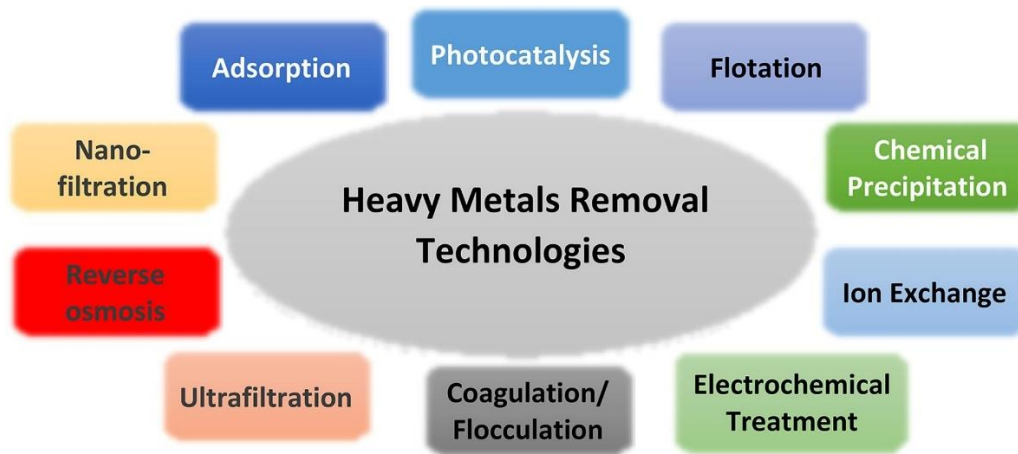 Adsorption
Photocatalysis
Flotation
Nano-
filtration
Heavy Metals Removal
Technologies
Chemical
Precipitation
Reverse
osmosis
Ion Exchange
Ultrafiltration
Coagulation/
Flocculation
Electrochemical
Treatment